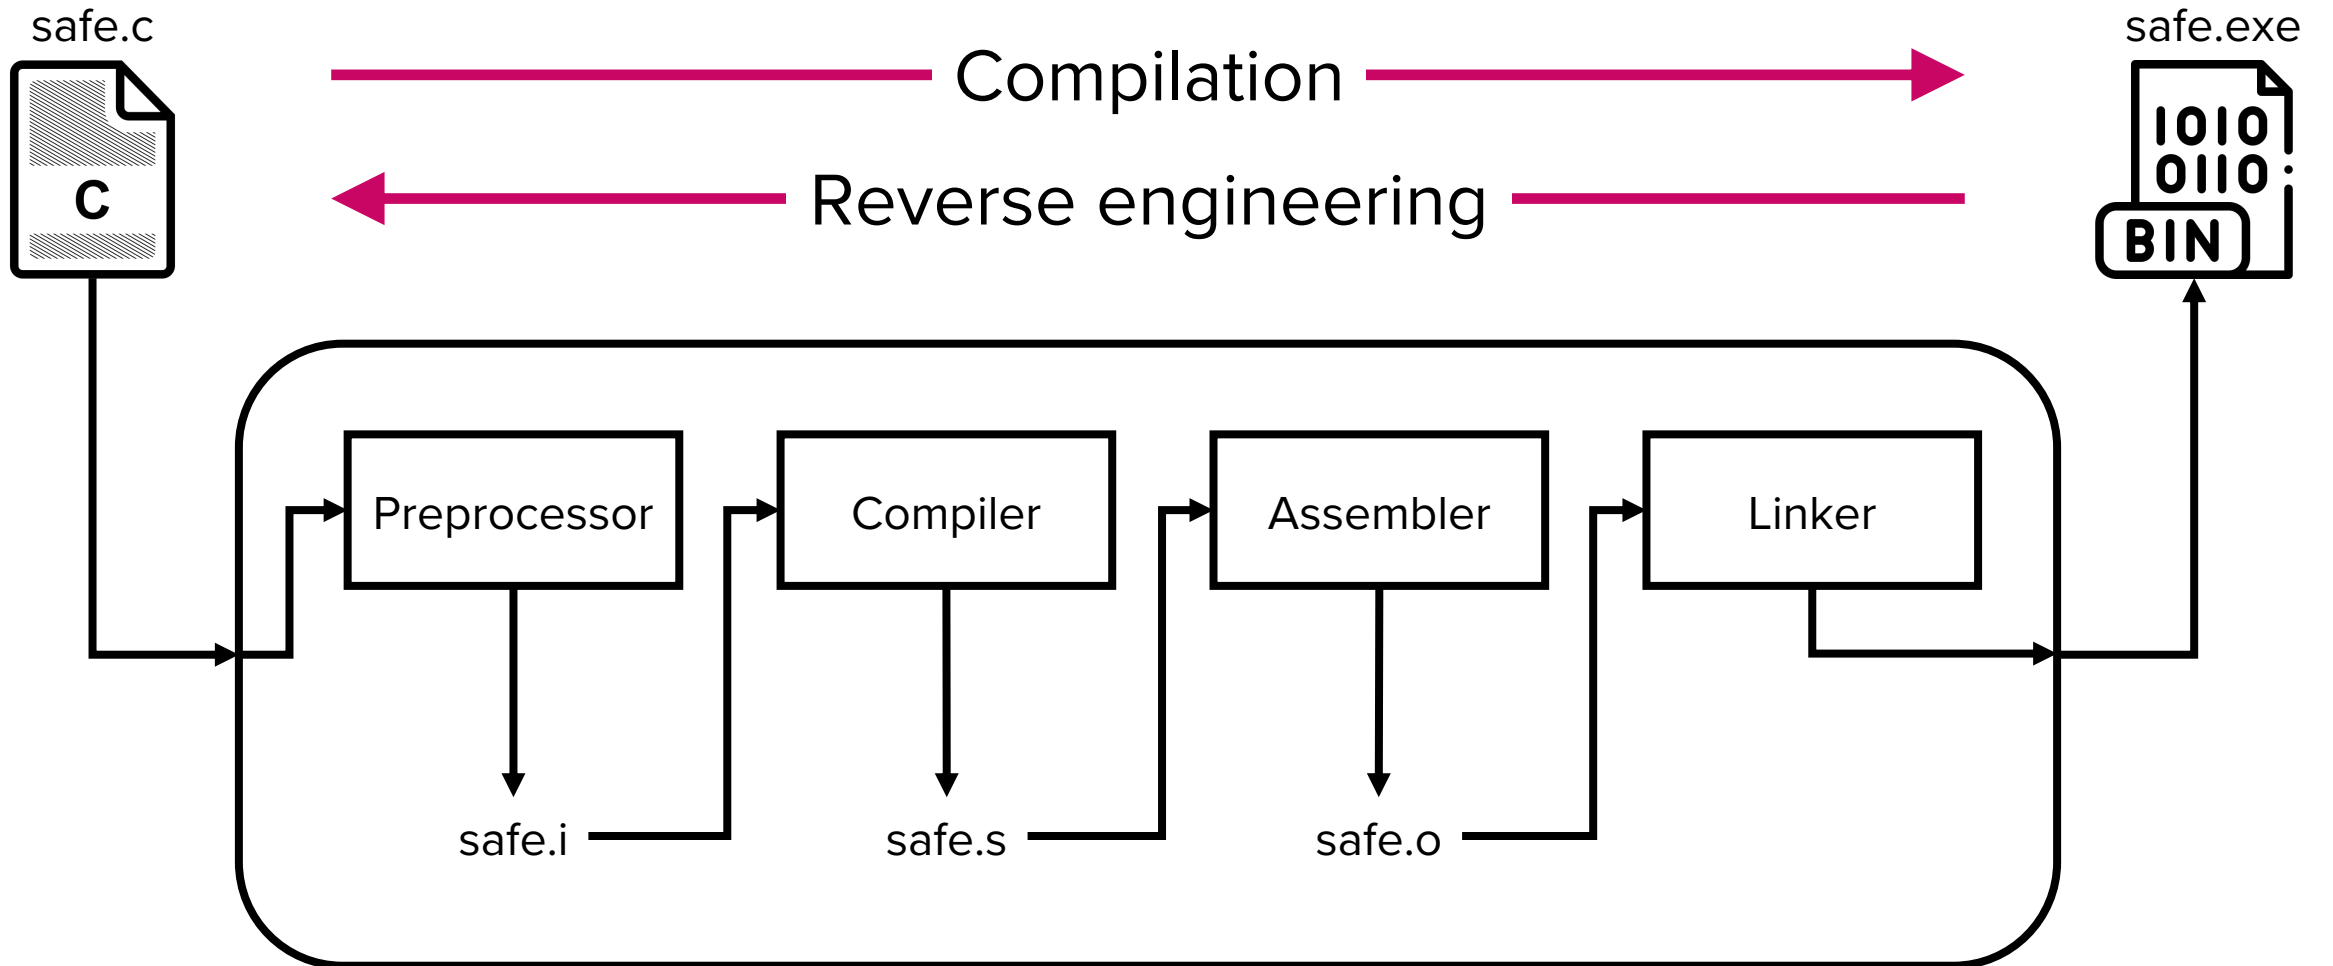 safe.c
safe.exe
Compilation
Reverse engineering
C
1010
0110
BIN
Preprocessor
Compiler
Assembler
Linker
safe.i
safe.s
safe.o